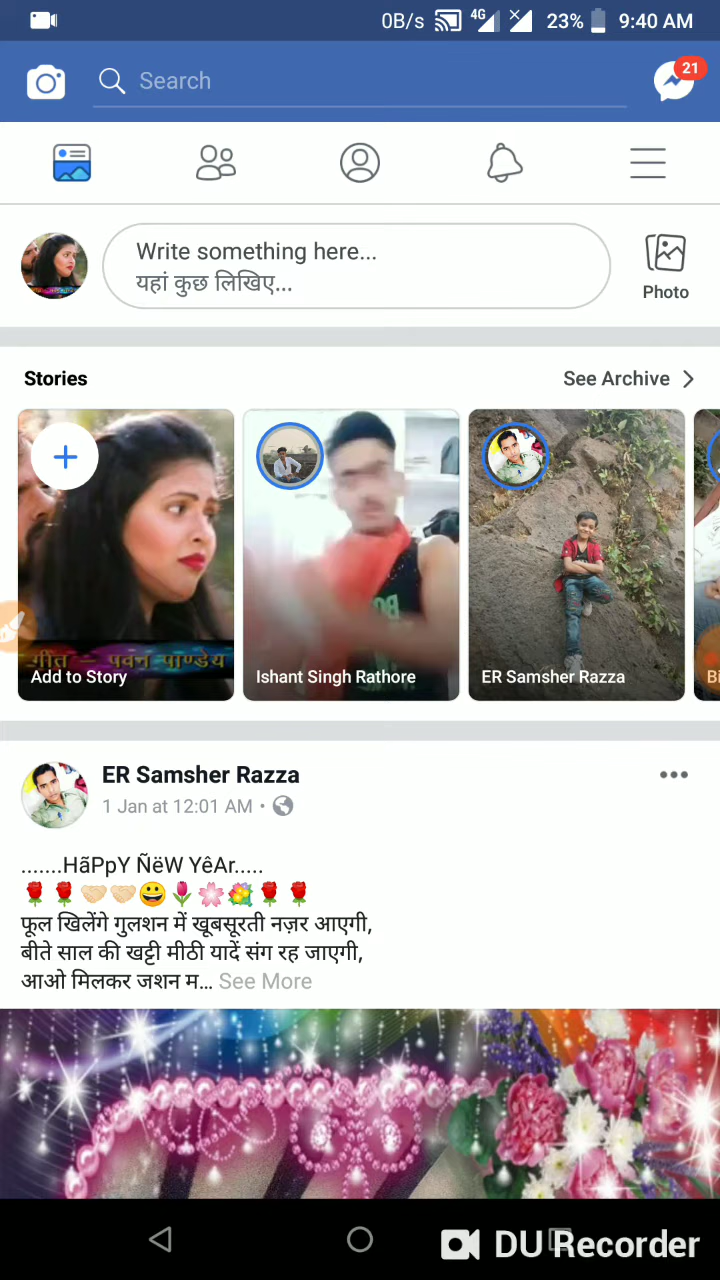 0B/s 4G 23% 9:40 AM
Search
21
Write something here...
यहां कुछ लिखिए...
Photo
Stories
See Archive
गीत – पवन पाण्डेय
Add to Story
Ishant Singh Rathore
ER Samsher Razza
Bi
ER Samsher Razza
1 Jan at 12:01 AM •
.......HãPpY ÑëW YêAr.....
🌹🌹🤝🏻🤝🏻😀🌷🌸💐🌹🌹
फूल खिलेंगे गुलशन में खूबसूरती नज़र आएगी,
बीते साल की खट्टी मीठी यादें संग रह जाएगी,
आओ मिलकर जशन म... See More
DU Recorder